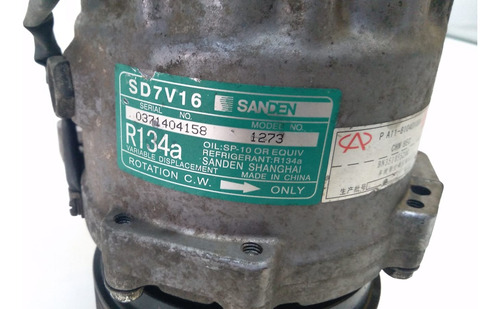 SD7V16 SANDEN
SERIAL NO. MODEL NO.
0371404158 1273
R134a
OIL:SP-10 OR EQUIV
REFRIGERANT:R134a
VARIABLE DISPLACEMENT SANDEN SHANGHAI
MADE IN CHINA
ROTATION C.W. ONLY
P A11-